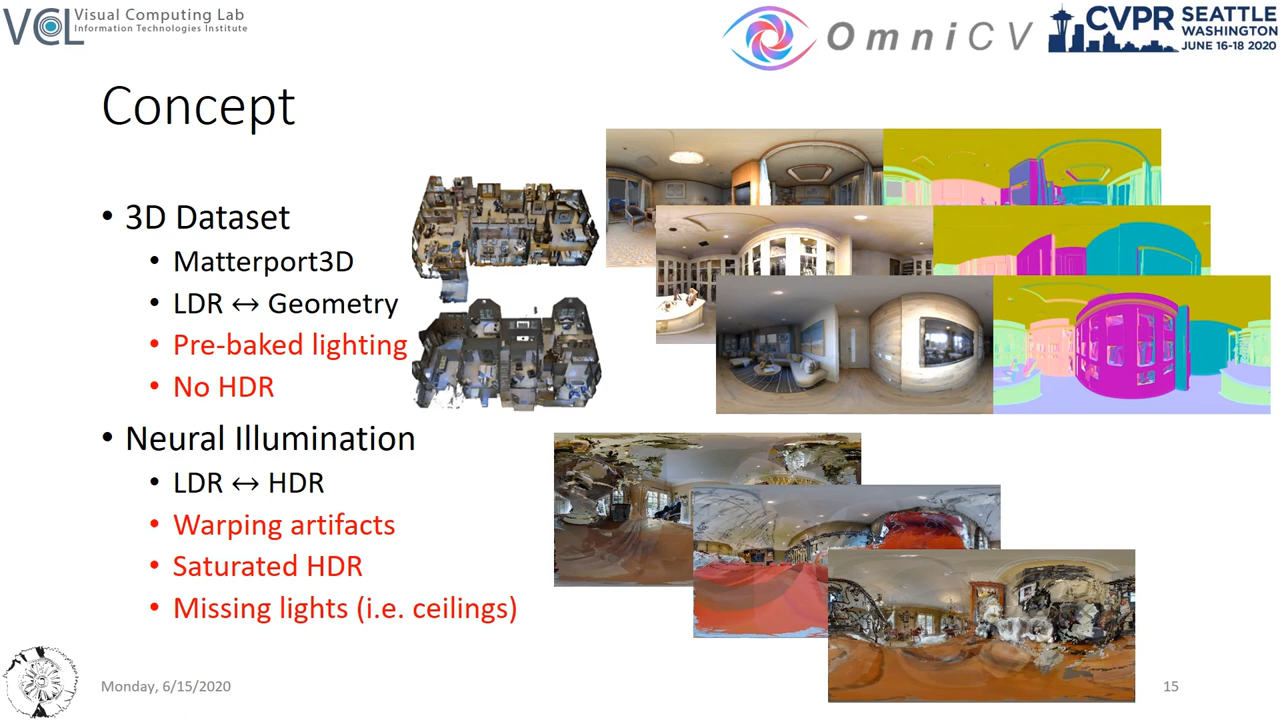 VCL Visual Computing Lab
Information Technologies Institute
OmniCV
CVPR SEATTLE
WASHINGTON
JUNE 16-18 2020
Concept
• 3D Dataset
• Matterport3D
• LDR ↔ Geometry
• Pre-baked lighting
• No HDR
• Neural Illumination
• LDR ↔ HDR
• Warping artifacts
• Saturated HDR
• Missing lights (i.e. ceilings)
Monday, 6/15/2020
15